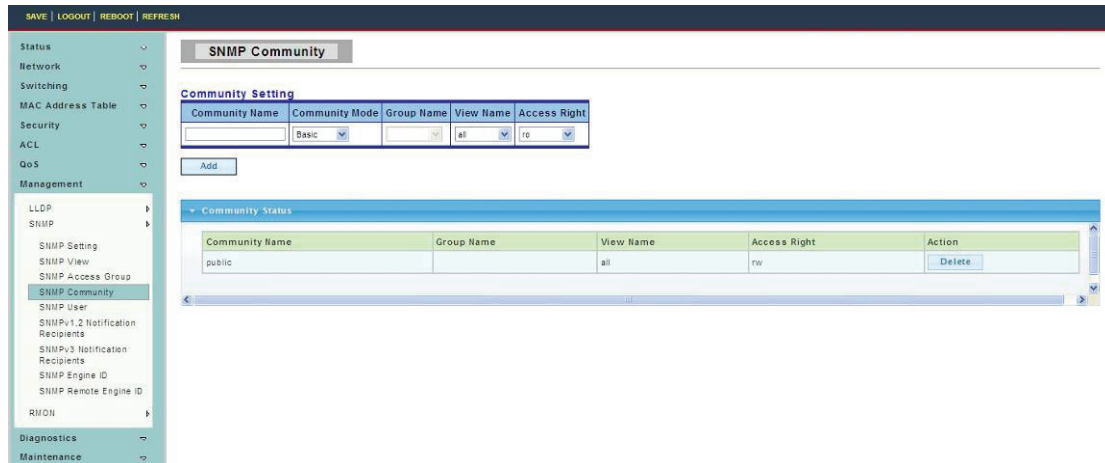 SAVE | LOGOUT | REBOOT | REFRESH
Status
Network
Switching
MAC Address Table
Security
ACL
QoS
Management
LLDP
SNMP
SNMP Setting
SNMP View
SNMP Access Group
SNMP Community
SNMP User
SNMPv1,2 Notification
Recipients
SNMPv3 Notification
Recipients
SNMP Engine ID
SNMP Remote Engine ID
RMON
Diagnostics
Maintenance
SNMP Community
Community Setting
Community Name Community Mode Group Name View Name Access Right
Basic all ro
Add
Community Status
Community Name Group Name View Name Access Right Action
public all rw Delete